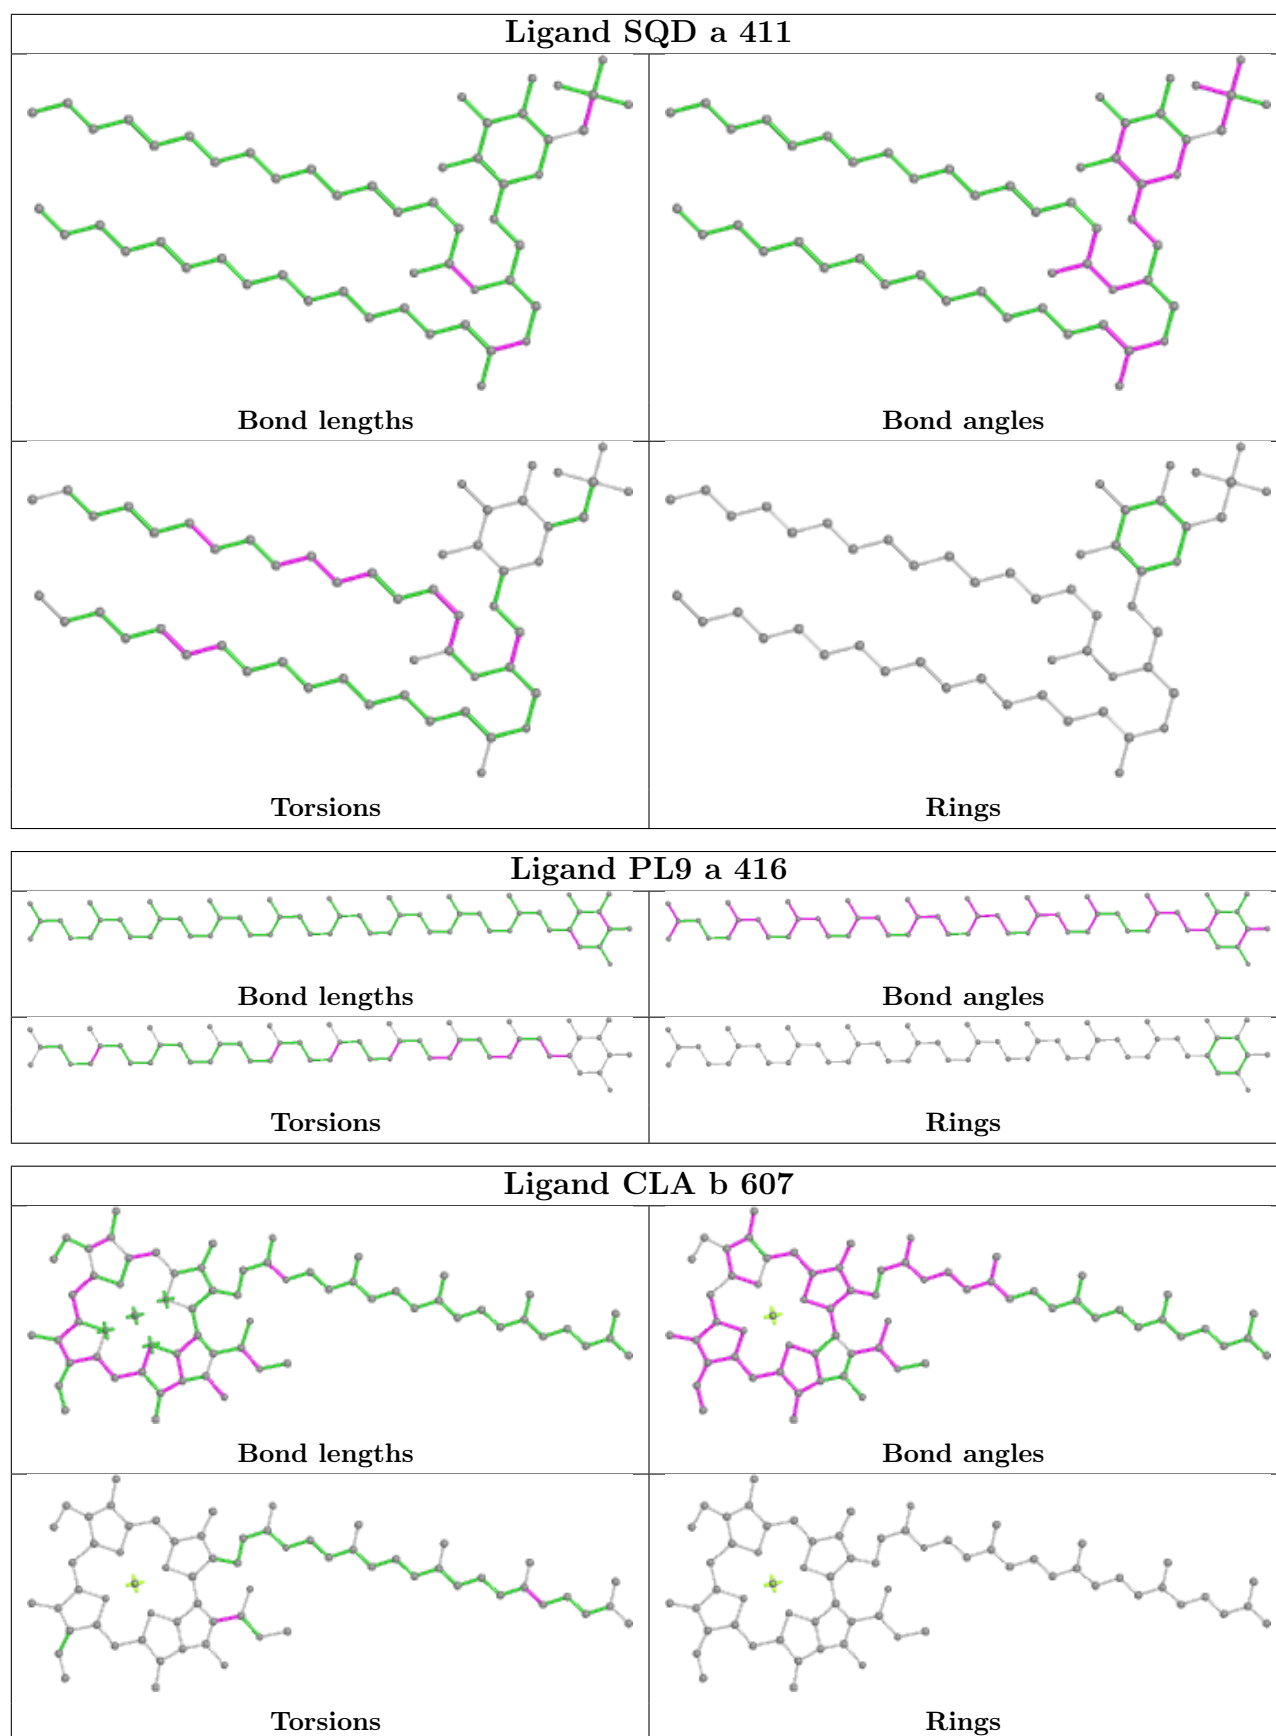 Ligand SQD a 411
Bond lengths
Bond angles
Torsions
Rings
Ligand PL9 a 416
Bond lengths
Bond angles
Torsions
Rings
Ligand CLA b 607
Bond lengths
Bond angles
Torsions
Rings